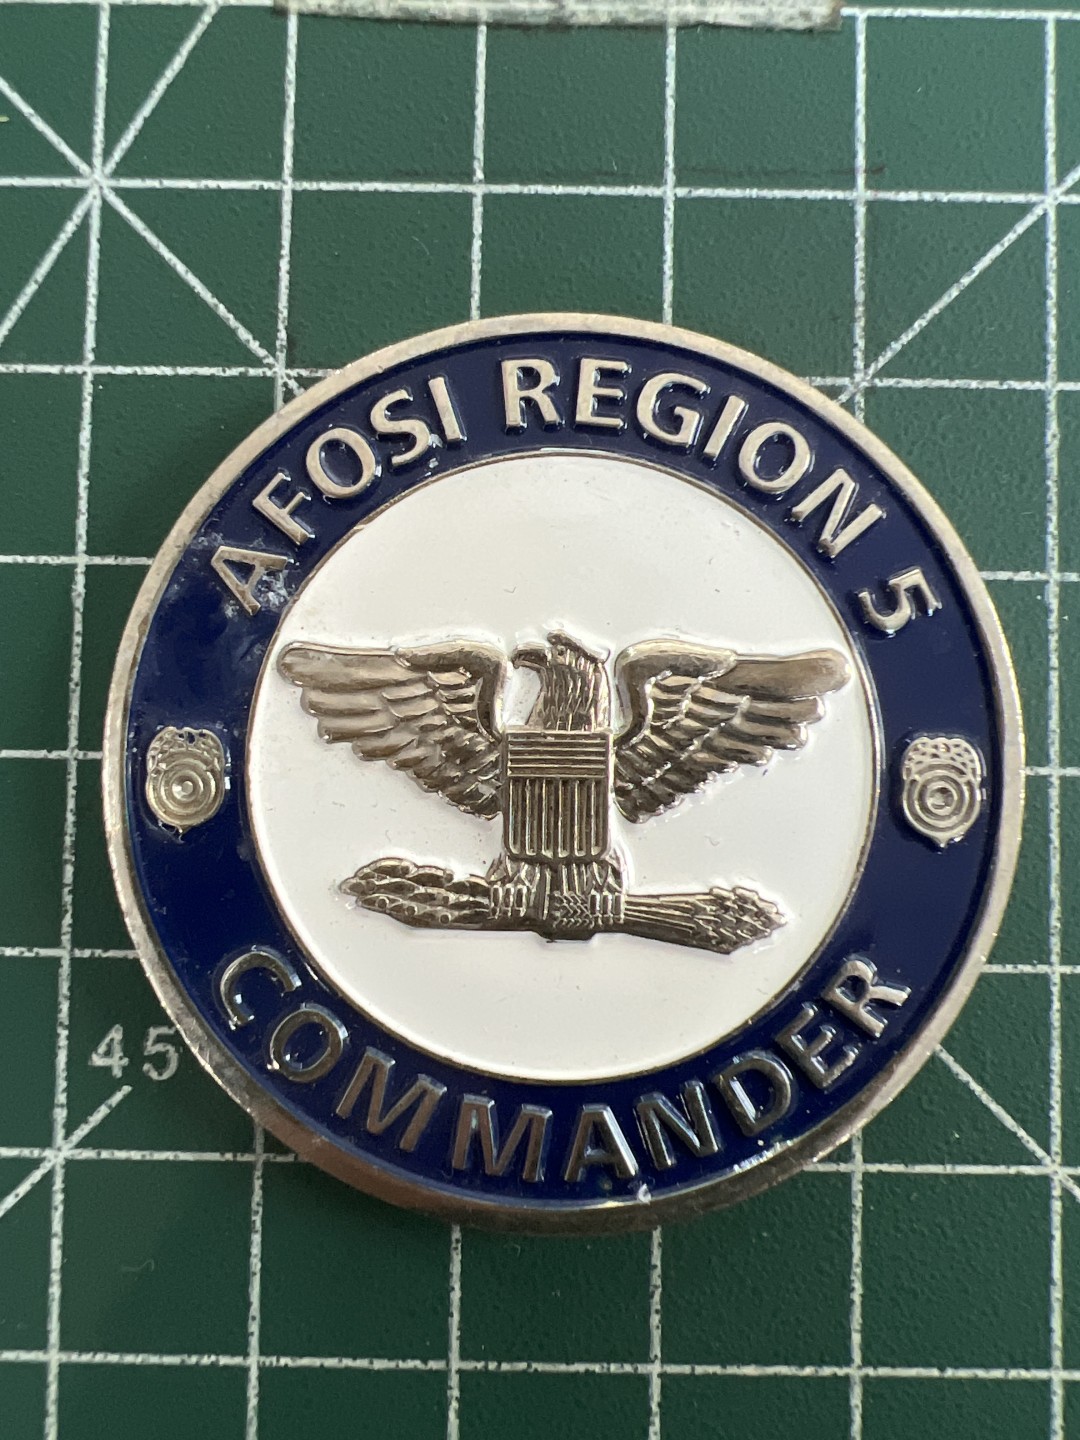 AFOSI REGION 5
COMMANDER
45